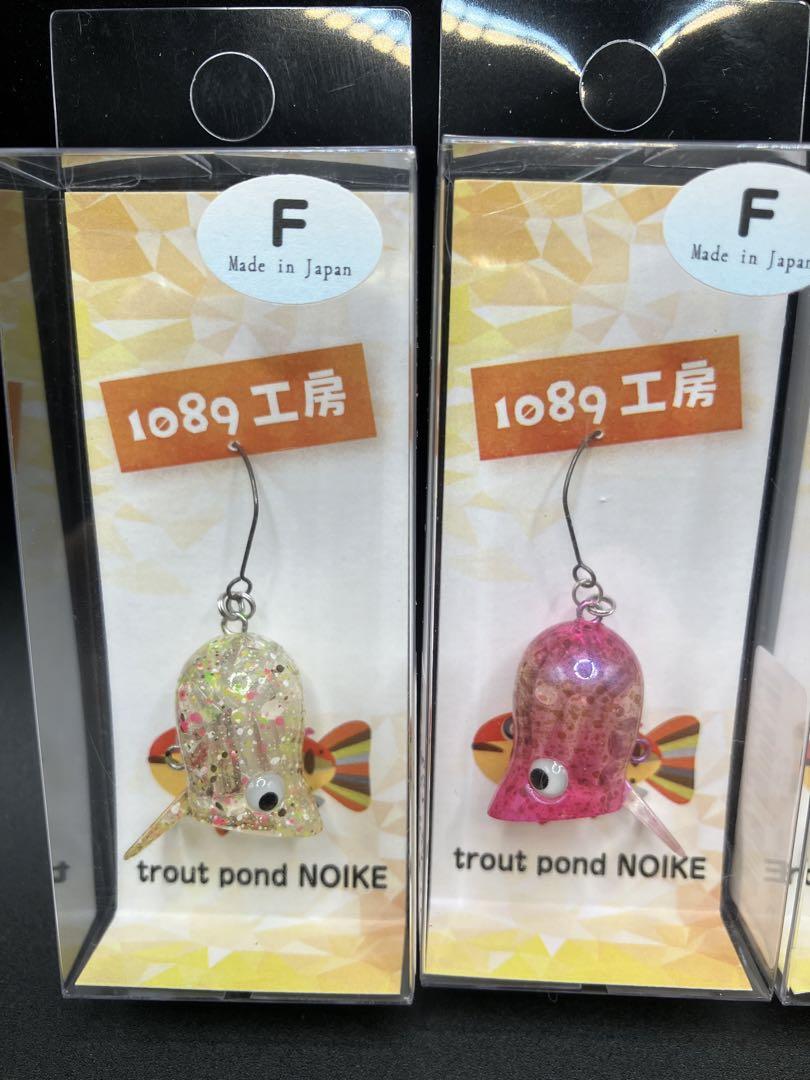 F
Made in Japan
1089工房
trout pond NOIKE
F
Made in Japan
1089工房
trout pond NOIKE